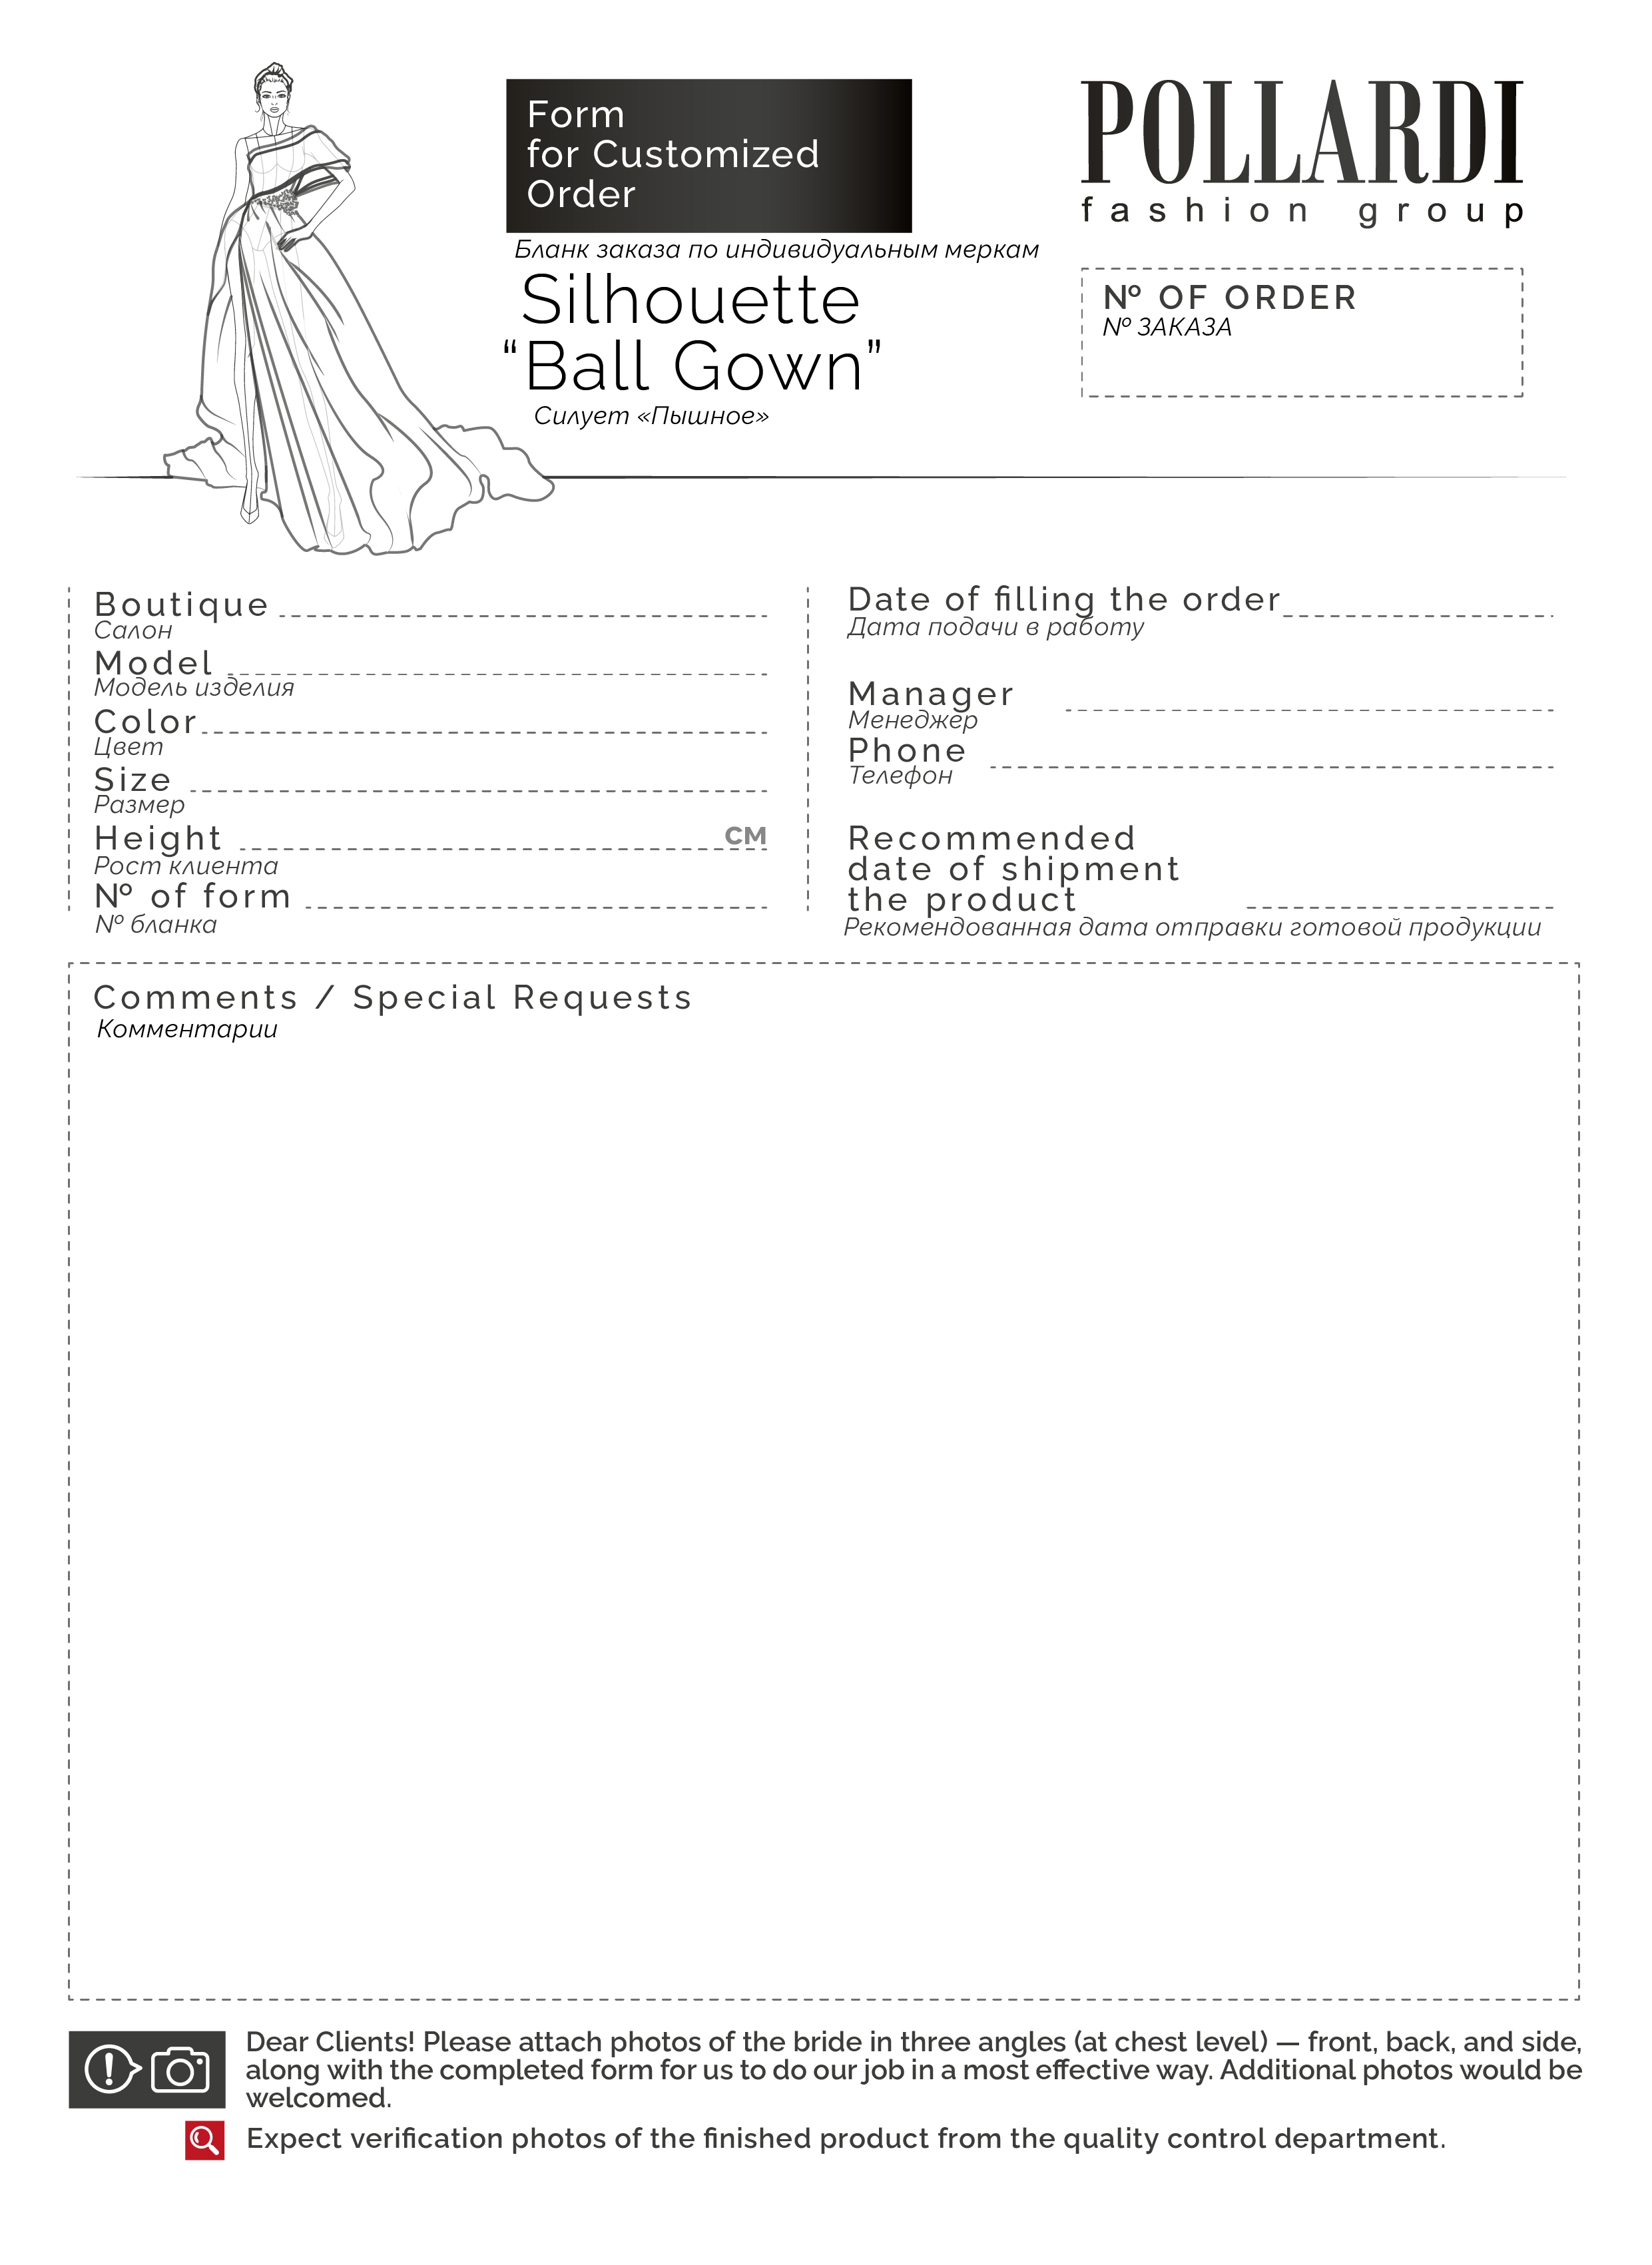 Form
for Customized
Order
Бланк заказа по индивидуальным меркам
Silhouette
“Ball Gown”
Силует «Пышное»
POLLARDI
fashion group
№ OF ORDER
№ ЗАКАЗА
Boutique
Салон
Model
Модель изделия
Color
Цвет
Size
Размер
Height СМ
Рост клиента
№ of form
№ бланка
Date of filling the order
Дата подачи в работу
Manager
Менеджер
Phone
Телефон
Recommended
date of shipment
the product
Рекомендованная дата отправки готовой продукции
Comments / Special Requests
Комментарии
Dear Clients! Please attach photos of the bride in three angles (at chest level) — front, back, and side,
along with the completed form for us to do our job in a most effective way. Additional photos would be
welcomed.
Expect verification photos of the finished product from the quality control department.